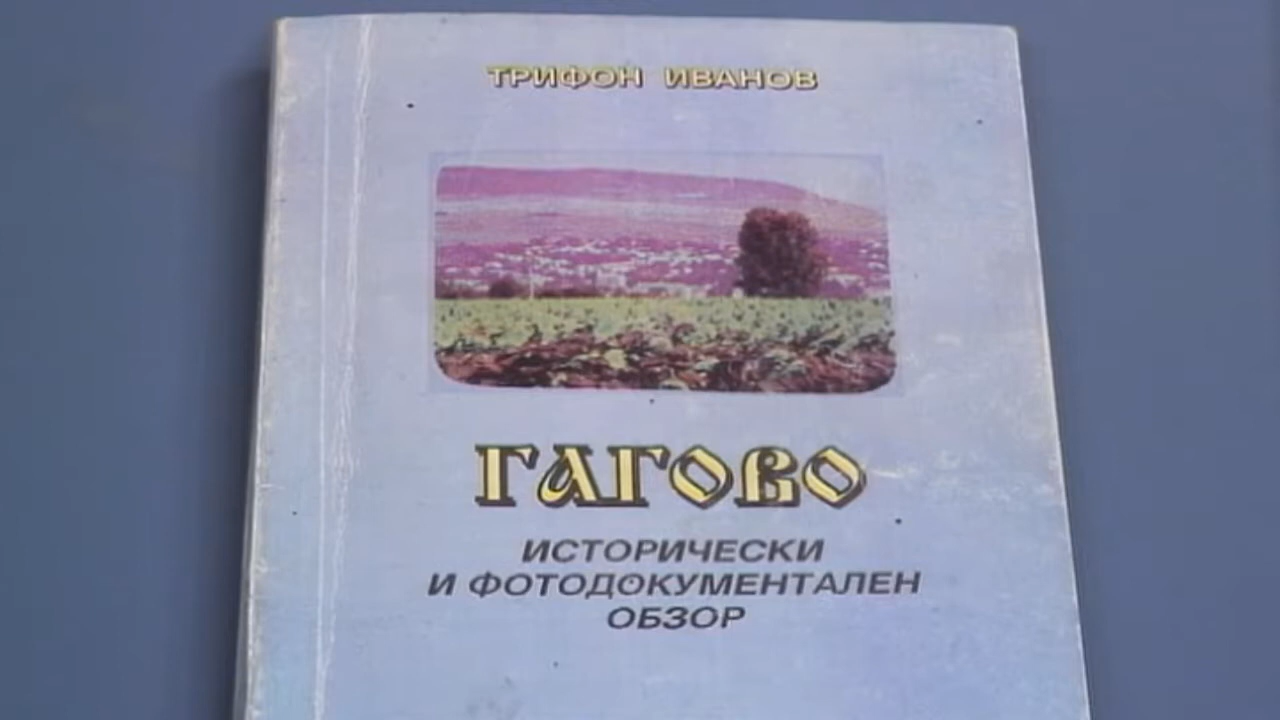 ТРИФОН ИВАНОВ
ГАГОВО
ИСТОРИЧЕСКИ
И ФОТОДОКУМЕНТАЛЕН
ОБЗОР